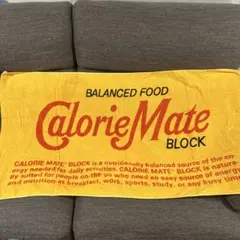 BALANCED FOOD
CalorieMate
BLOCK
CALORIE MATE BLOCK is a nutritionally balanced source of the en-
ergy needed for daily activities. CALORIE MATE BLOCK is natural-
ly suited for people on the go who need an easy source of energy
and nutrition at breakfast, work, sports, study, or any busy time.